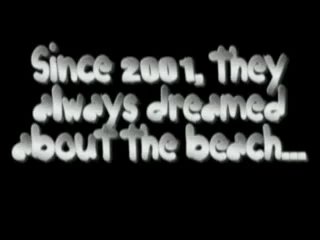 Since 2001, they
always dreamed
about the beach...